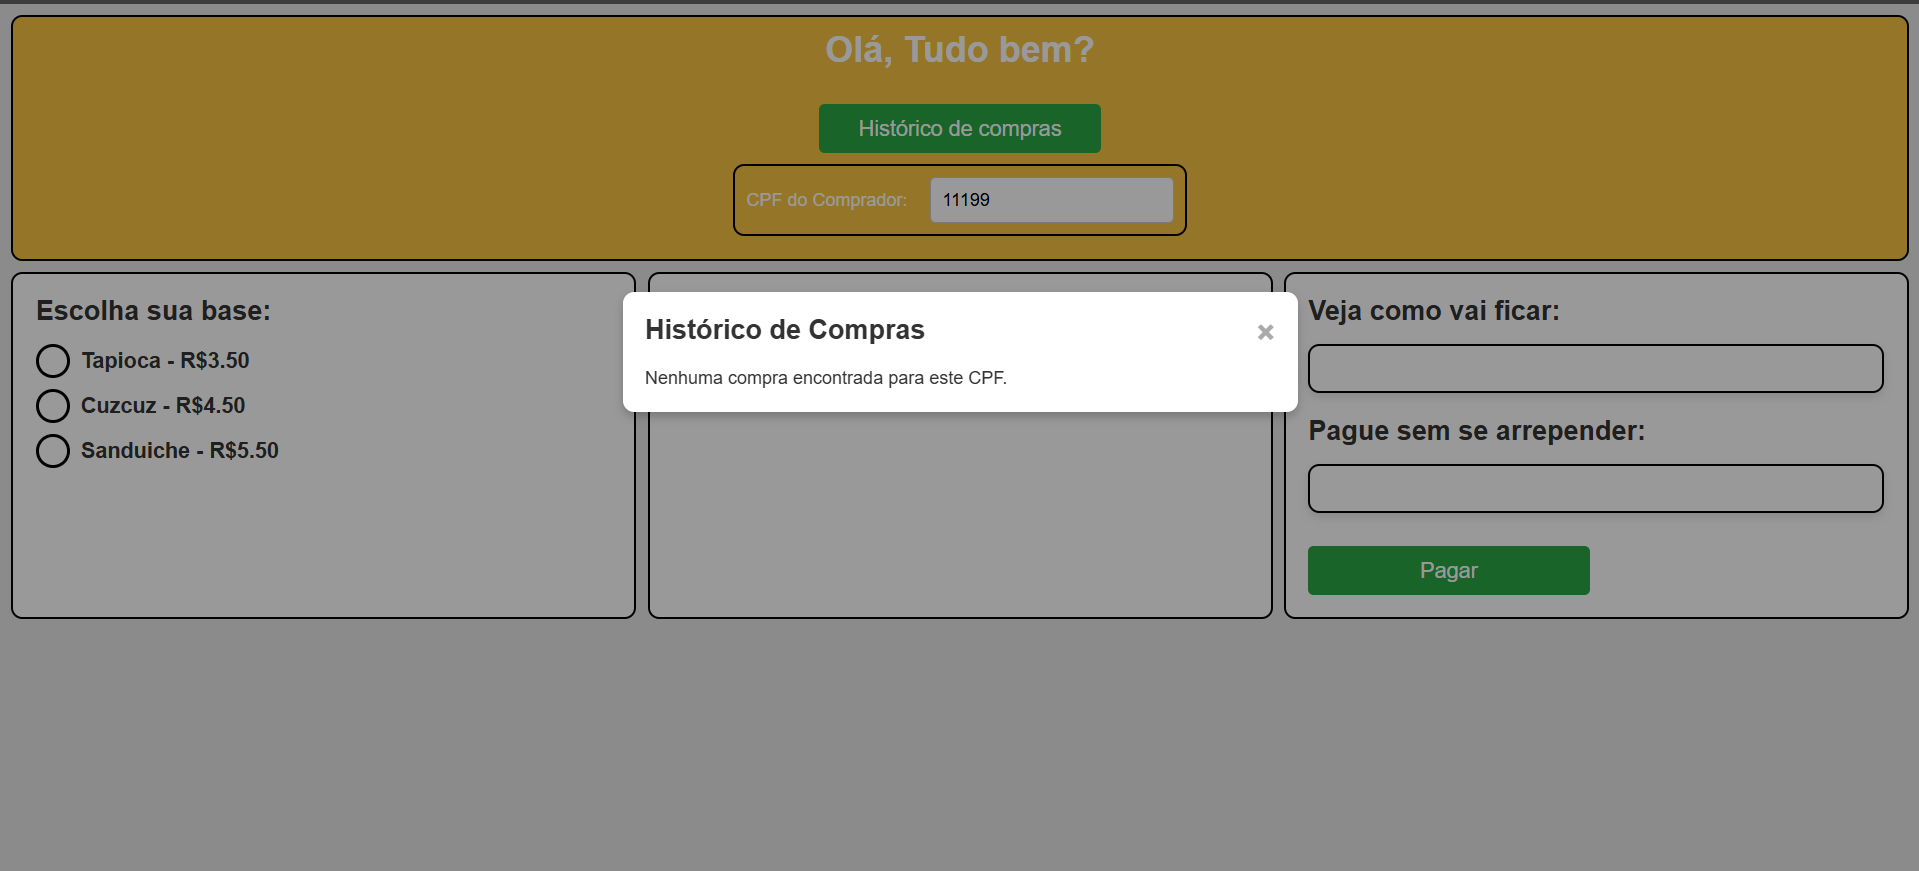 Olá, Tudo bem?
Histórico de compras
CPF do Comprador:
11199
Escolha sua base:
Tapioca - R$3.50
Cuzcuz - R$4.50
Sanduiche - R$5.50
Histórico de Compras
×
Nenhuma compra encontrada para este CPF.
Veja como vai ficar:
Pague sem se arrepender:
Pagar